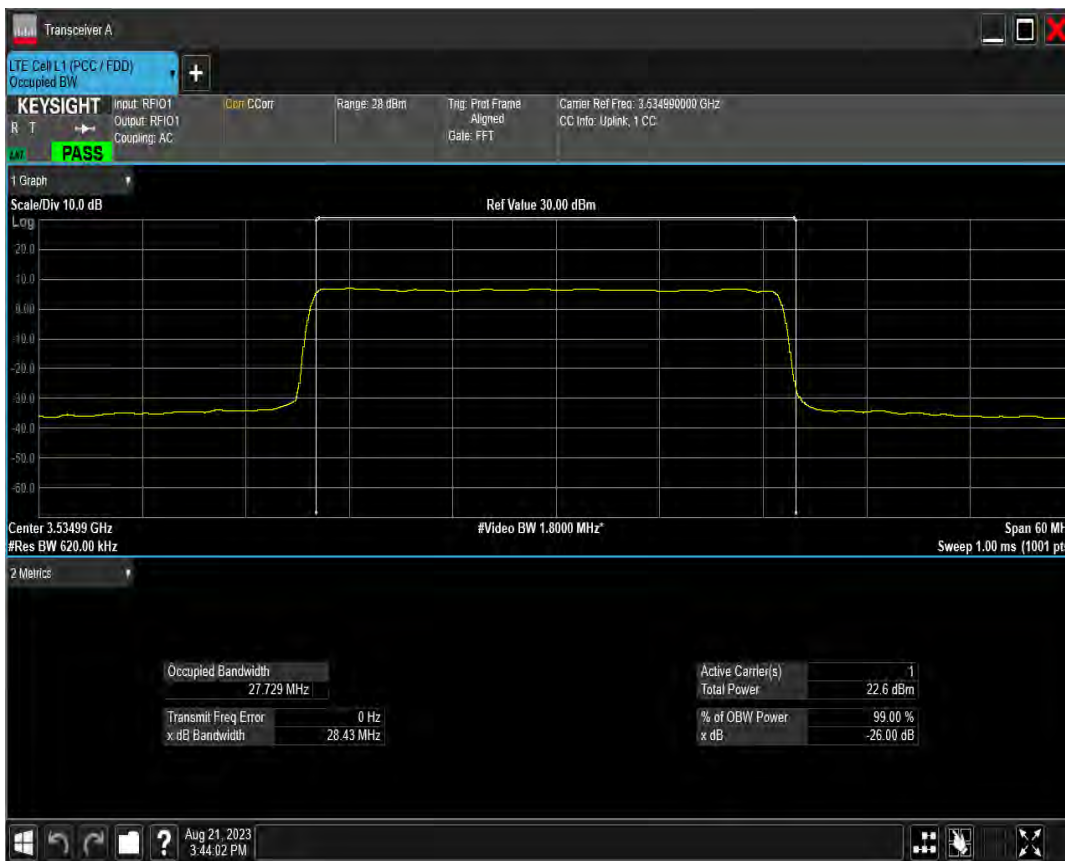 Transceiver A
LTE Cell L1 (PCC / FDD)
Occupied BW
KEYSIGHT
R T
PASS
Input: RFIO1
Output: RFIO1
Coupling: AC
Corr CCorr
Range: 28 dBm
Trig: Prot Frame
Aligned
Gate: FFT
Carrier Ref Freq: 3.534990000 GHz
CC Info: Uplink, 1 CC
1 Graph
Scale/Div 10.0 dB
Ref Value 30.00 dBm
Log
20.0
10.0
0.00
-10.0
-20.0
-30.0
-40.0
-50.0
-60.0
Center 3.53499 GHz
#Video BW 1.8000 MHz*
Span 60 MH
#Res BW 620.00 kHz
Sweep 1.00 ms (1001 pt
2 Metrics
Occupied Bandwidth
27.729 MHz
Transmit Freq Error 0 Hz
x dB Bandwidth 28.43 MHz
Active Carrier(s) 1
Total Power 22.6 dBm
% of OBW Power 99.00 %
x dB -26.00 dB
?
Aug 21, 2023
3:44:02 PM